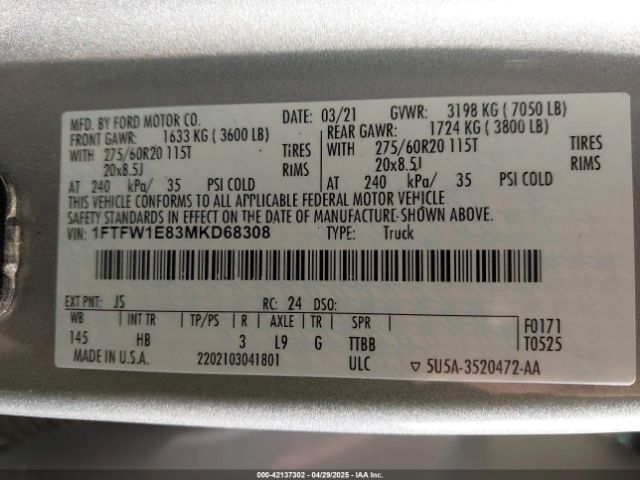 MFD. BY FORD MOTOR CO. DATE: 03/21 GVWR: 3198 KG ( 7050 LB)
FRONT GAWR: 1633 KG ( 3600 LB) REAR GAWR: 1724 KG ( 3800 LB)
WITH 275/60R20 115T TIRES WITH 275/60R20 115T TIRES
20x8.5J RIMS 20x8.5J RIMS
AT 240 kPa/ 35 PSI COLD AT 240 kPa/ 35 PSI COLD
THIS VEHICLE CONFORMS TO ALL APPLICABLE FEDERAL MOTOR VEHICLE
SAFETY STANDARDS IN EFFECT ON THE DATE OF MANUFACTURE SHOWN ABOVE.
VIN: 1FTFW1E83MKD68308 TYPE: Truck
EXT PNT: JS RC: 24 DSO:
WB INT TR TP/PS R AXLE TR SPR F0171
145 HB 3 L9 G TTBB T0525
MADE IN U.S.A. 2202103041801 ULC ▽ 5U5A-3520472-AA
000-42137302 - 04/29/2025 - IAA Inc.